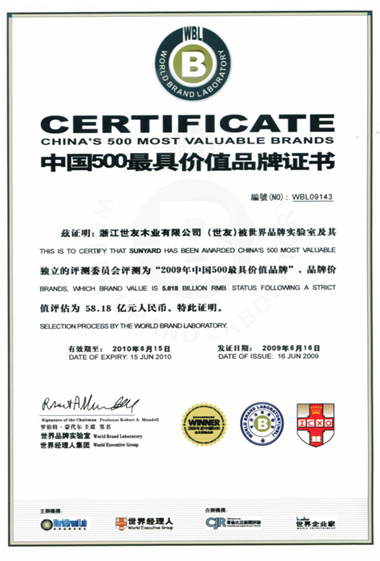 WBL
WORLD BRAND LABORATORY
B
CERTIFICATE
CHINA'S 500 MOST VALUABLE BRANDS
中国500最具价值品牌证书
编號(NO): WBL09143
兹证明: 浙江世友木业有限公司（世友）被世界品牌实验室及其
THIS IS TO CERTIFY THAT SUNYARD HAS BEEN AWARDED CHINA'S 500 MOST VALUABLE
独立的评测委员会评测为“2009年中国500最具价值品牌”，品牌价
BRANDS, WHICH BRAND VALUE IS 5.818 BILLION RMB. STATUS FOLLOWING A STRICT
值评估为 58.18 亿元人民币。特此证明。
SELECTION PROCESS BY THE WORLD BRAND LABORATORY.
有效期至: 2010年6月15日 发证日期: 2009年6月16日
DATE OF EXPIRY: 15 JUN 2010 DATE OF ISSUE: 16 JUN 2009
Signature of the Chairman Professor Robert A. Mundell
罗伯特·蒙代尔 主席 签名
世界品牌实验室 World Brand Laboratory
世界经理人集团 World Executive Group
WINNER
B
ICXO
主辦機構: 合辦機構:
世界经理人
World Executive Group
世界企业家